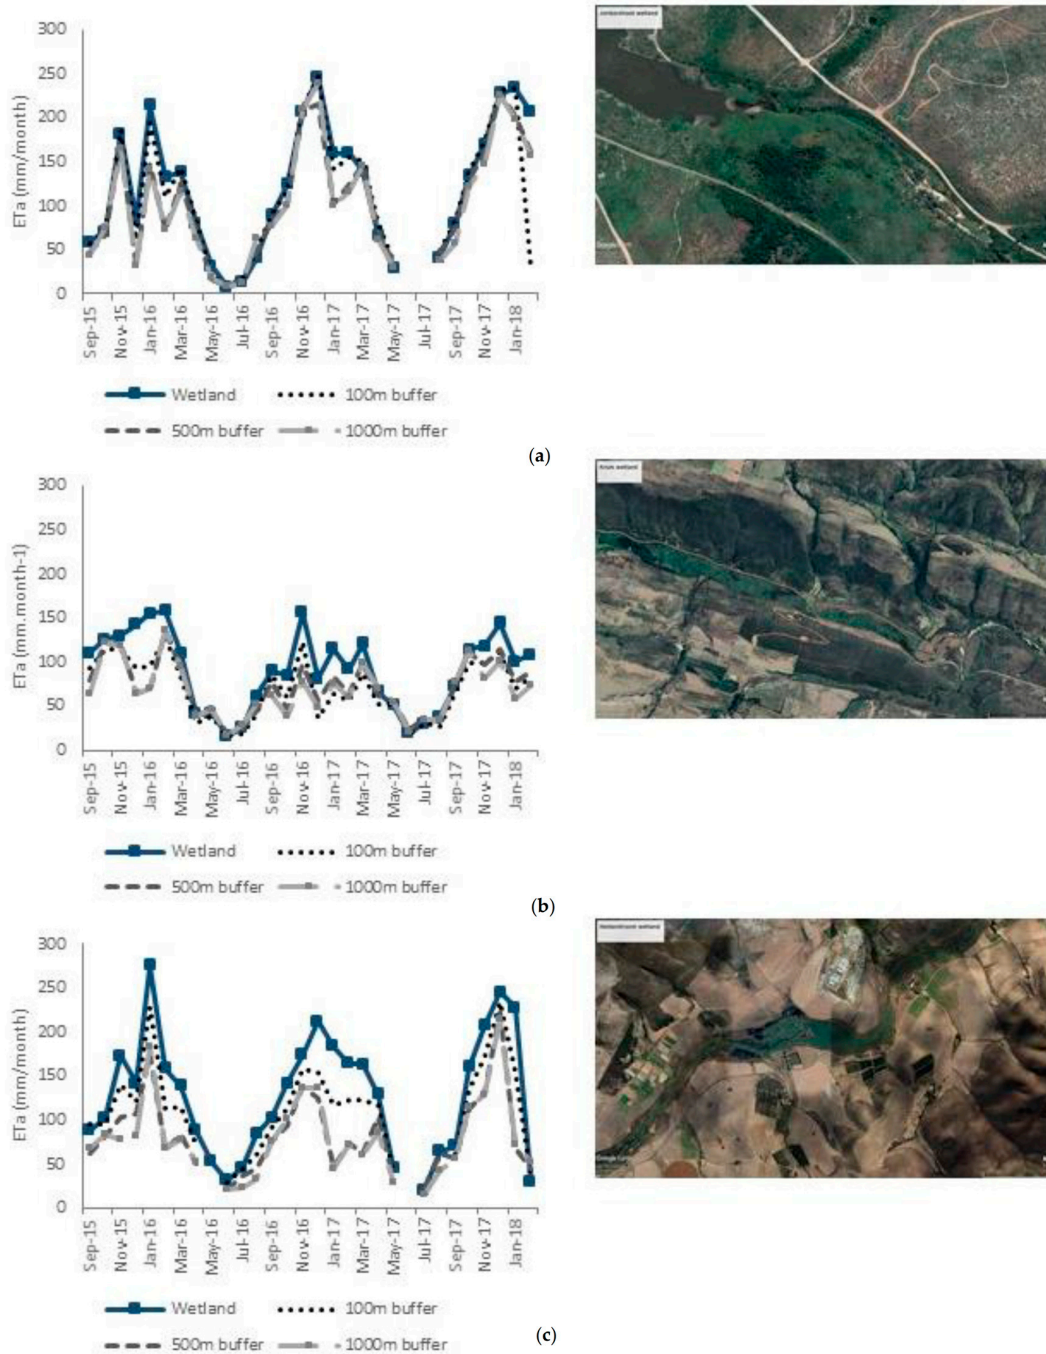 300
250
200
150
100
50
0
ETa (mm/month)
Sep-15
Nov-15
Jan-16
Mar-16
May-16
Jul-16
Sep-16
Nov-16
Jan-17
Mar-17
May-17
Jul-17
Sep-17
Nov-17
Jan-18
Wetland
100m buffer
500m buffer
1000m buffer
(a)
wetland
300
250
200
150
100
50
0
ETa (mm.month-1)
Sep-15
Nov-15
Jan-16
Mar-16
May-16
Jul-16
Sep-16
Nov-16
Jan-17
Mar-17
May-17
Jul-17
Sep-17
Nov-17
Jan-18
Wetland
100m buffer
500m buffer
1000m buffer
(b)
wetland
300
250
200
150
100
50
0
ETa (mm/month)
Sep-15
Nov-15
Jan-16
Mar-16
May-16
Jul-16
Sep-16
Nov-16
Jan-17
Mar-17
May-17
Jul-17
Sep-17
Nov-17
Jan-18
Wetland
100m buffer
500m buffer
1000m buffer
(c)
wetland